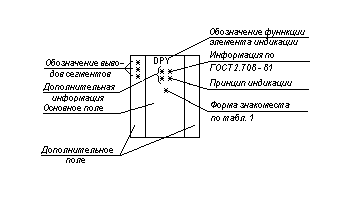 Обозначение функции
элемента индикации
Обозначение выво-
дов сегментов
DPY
Информация по
ГОСТ 2.708-81
Дополнительная
информация
Принцип индикации
Основное поле
Форма знакоместа
по табл. 1
Дополнительное
поле